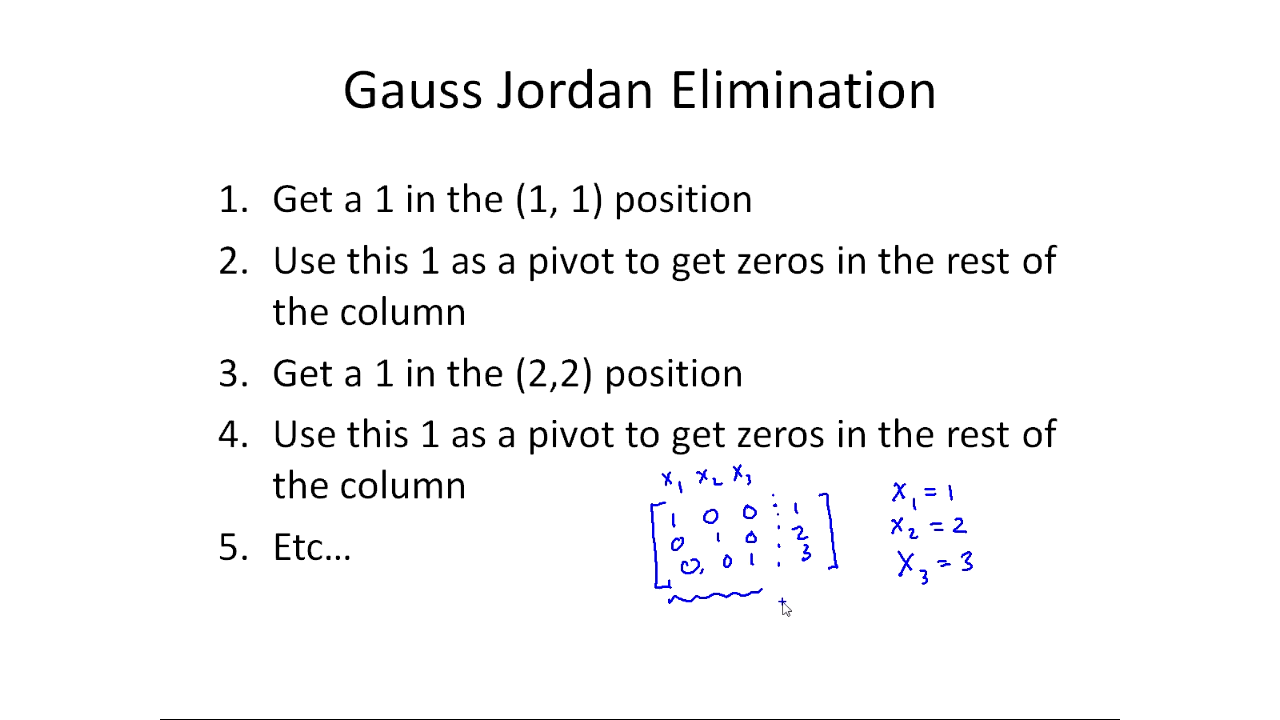 Gauss Jordan Elimination
1. Get a 1 in the (1, 1) position
2. Use this 1 as a pivot to get zeros in the rest of
the column
3. Get a 1 in the (2,2) position
4. Use this 1 as a pivot to get zeros in the rest of
the column
5. Etc...
x₁ x₂ x₃
1 0 0 ⋮ 1
0 1 0 ⋮ 2
0 0 1 ⋮ 3
x₁ = 1
x₂ = 2
x₃ = 3